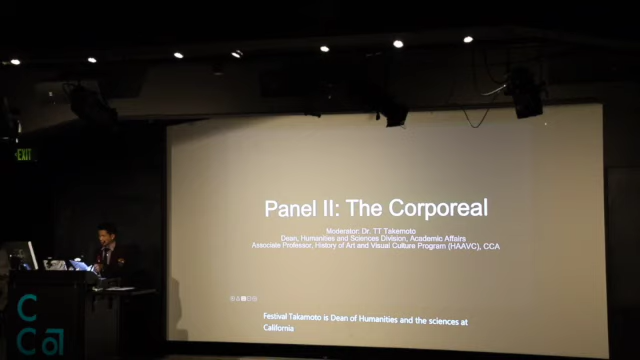 EXIT
Panel II: The Corporeal
Moderator: Dr. TT Takemoto
Dean, Humanities and Sciences Division, Academic Affairs
Associate Professor, History of Art and Visual Culture Program (HAAVC), CCA
Festival Takamoto is Dean of Humanities and the sciences at
California
C
Ca